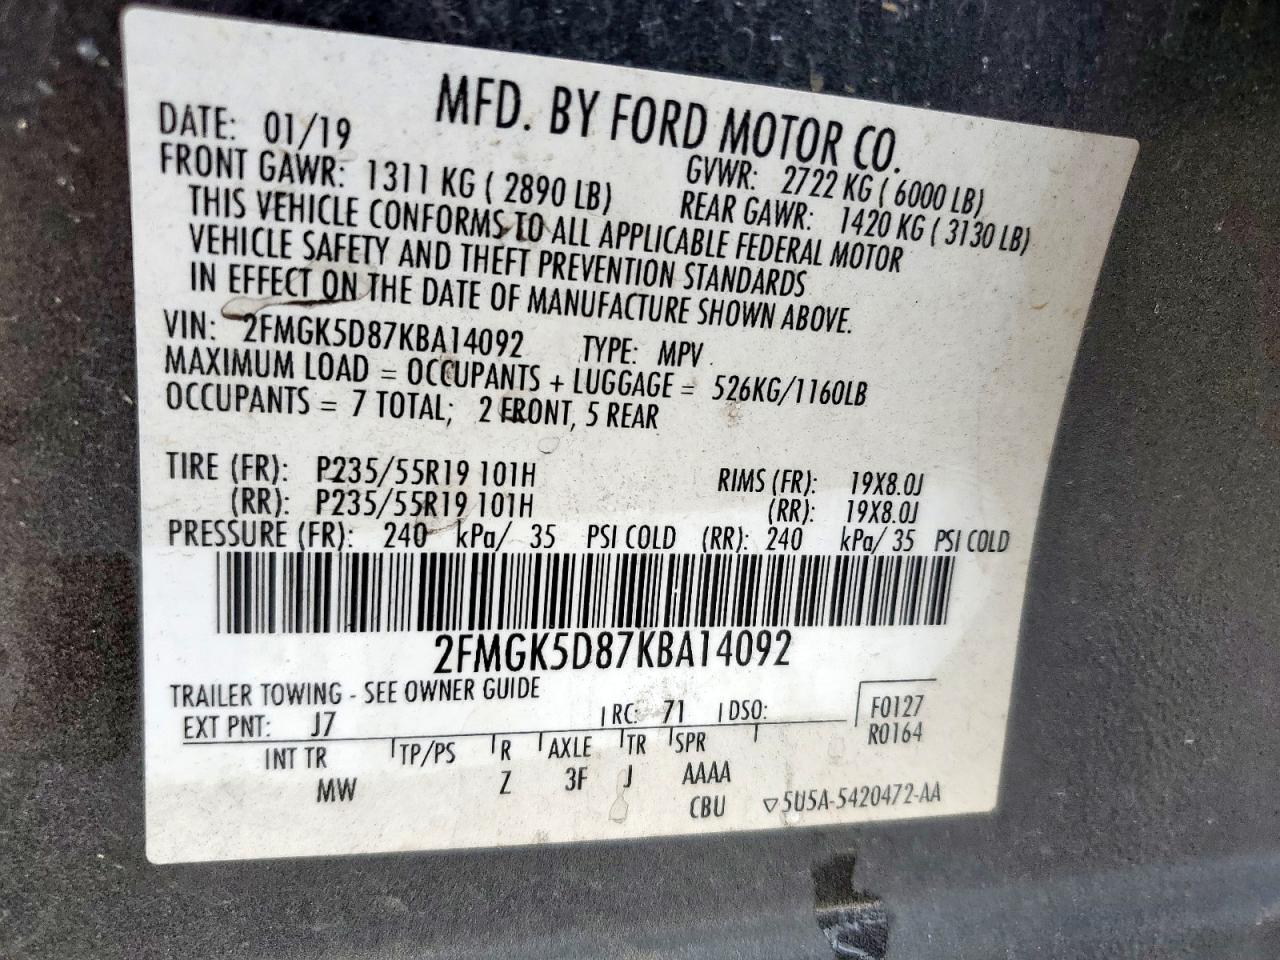 MFD. BY FORD MOTOR CO.
DATE: 01/19 GVWR: 2722 KG ( 6000 LB)
FRONT GAWR: 1311 KG ( 2890 LB) REAR GAWR: 1420 KG ( 3130 LB)
THIS VEHICLE CONFORMS TO ALL APPLICABLE FEDERAL MOTOR
VEHICLE SAFETY AND THEFT PREVENTION STANDARDS
IN EFFECT ON THE DATE OF MANUFACTURE SHOWN ABOVE.
VIN: 2FMGK5D87KBA14092 TYPE: MPV
MAXIMUM LOAD = OCCUPANTS + LUGGAGE = 526KG/1160LB
OCCUPANTS = 7 TOTAL; 2 FRONT, 5 REAR
TIRE (FR): P235/55R19 101H RIMS (FR): 19X8.0J
(RR): P235/55R19 101H (RR): 19X8.0J
PRESSURE (FR): 240 kPa/ 35 PSI COLD (RR): 240 kPa/ 35 PSI COLD
2FMGK5D87KBA14092
TRAILER TOWING - SEE OWNER GUIDE
EXT PNT: J7 RC: 71 DSO: F0127
R0164
INT TR TP/PS R AXLE TR SPR
MW Z 3F J AAAA
CBU ▽5U5A-5420472-AA